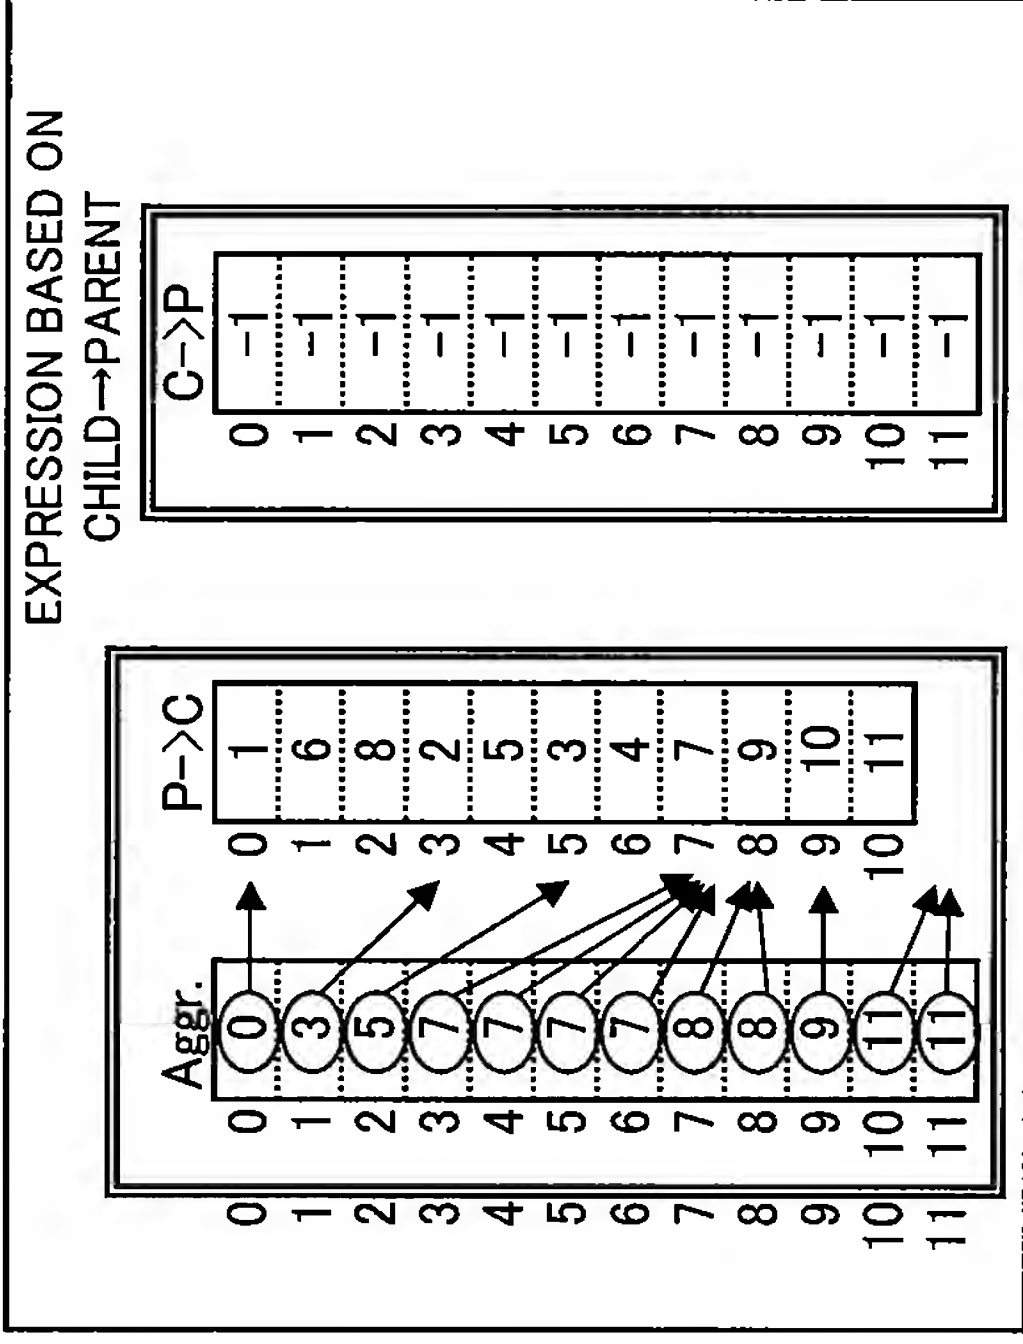 EXPRESSION BASED ON
CHILD→PARENT
Aggr. P->C C->P
0 0 0 0 1 0 -1
1 1 3 1 6 1 -1
2 2 5 2 8 2 -1
3 3 7 3 2 3 -1
4 4 7 4 5 4 -1
5 5 7 5 3 5 -1
6 6 7 6 4 6 -1
7 7 8 7 7 7 -1
8 8 8 8 9 8 -1
9 9 9 9 10 9 -1
10 10 11 10 11 10 -1
11 11 11 11 -1